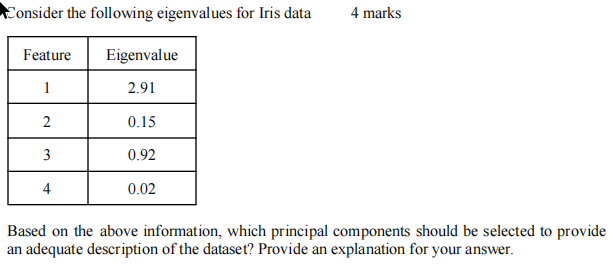 Consider the following eigenvalues for Iris data 4 marks
Feature Eigenvalue
1 2.91
2 0.15
3 0.92
4 0.02
Based on the above information, which principal components should be selected to provide
an adequate description of the dataset? Provide an explanation for your answer.